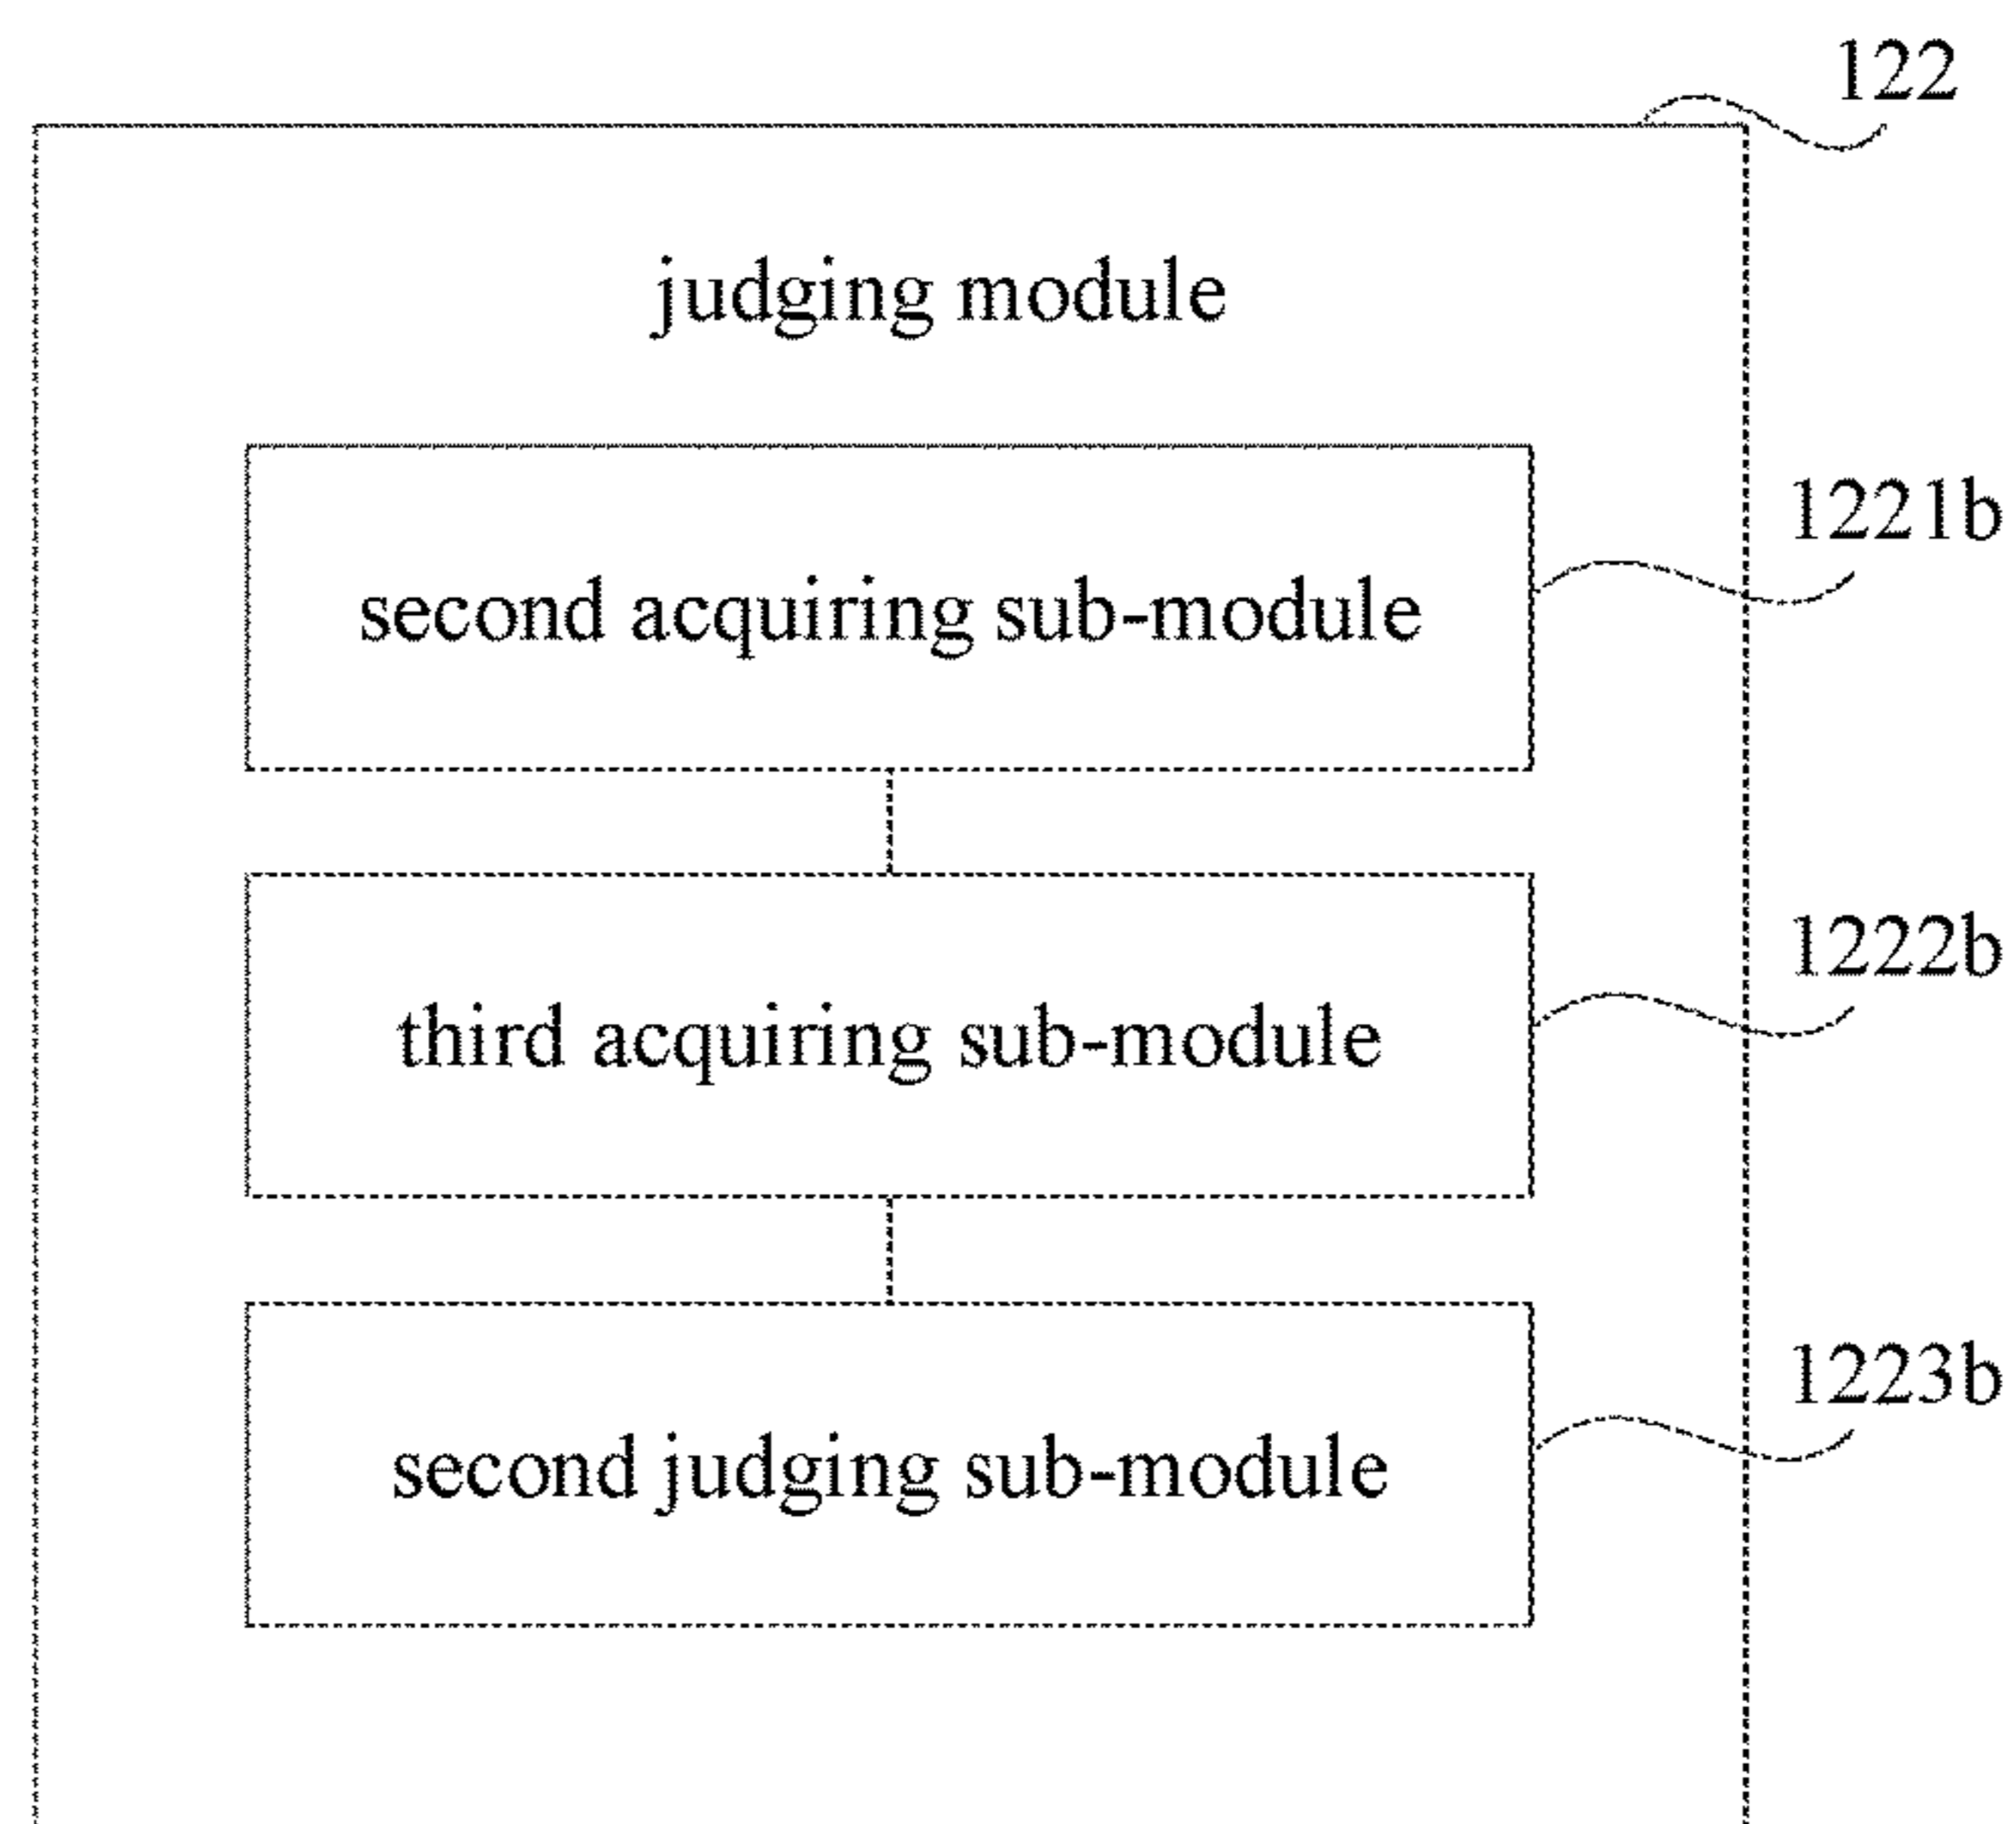 122
judging module
1221b
second acquiring sub-module
1222b
third acquiring sub-module
1223b
second judging sub-module